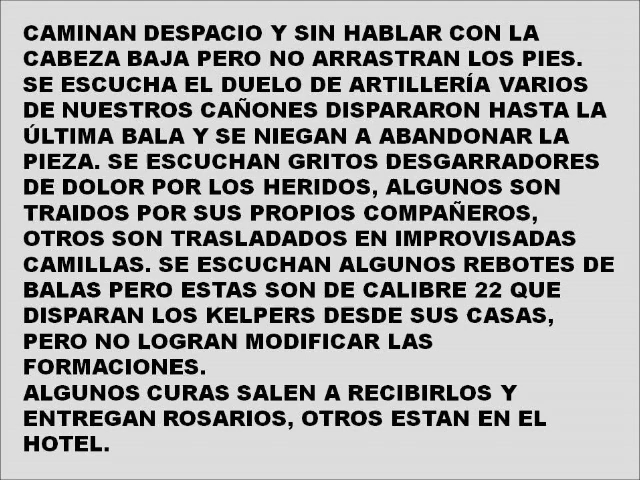 CAMINAN DESPACIO Y SIN HABLAR CON LA
CABEZA BAJA PERO NO ARRASTRAN LOS PIES.
SE ESCUCHA EL DUELO DE ARTILLERÍA VARIOS
DE NUESTROS CAÑONES DISPARARON HASTA LA
ÚLTIMA BALA Y SE NIEGAN A ABANDONAR LA
PIEZA. SE ESCUCHAN GRITOS DESGARRADORES
DE DOLOR POR LOS HERIDOS, ALGUNOS SON
TRAIDOS POR SUS PROPIOS COMPAÑEROS,
OTROS SON TRASLADADOS EN IMPROVISADAS
CAMILLAS. SE ESCUCHAN ALGUNOS REBOTES DE
BALAS PERO ESTAS SON DE CALIBRE 22 QUE
DISPARAN LOS KELPERS DESDE SUS CASAS,
PERO NO LOGRAN MODIFICAR LAS
FORMACIONES.
ALGUNOS CURAS SALEN A RECIBIRLOS Y
ENTREGAN ROSARIOS, OTROS ESTAN EN EL
HOTEL.